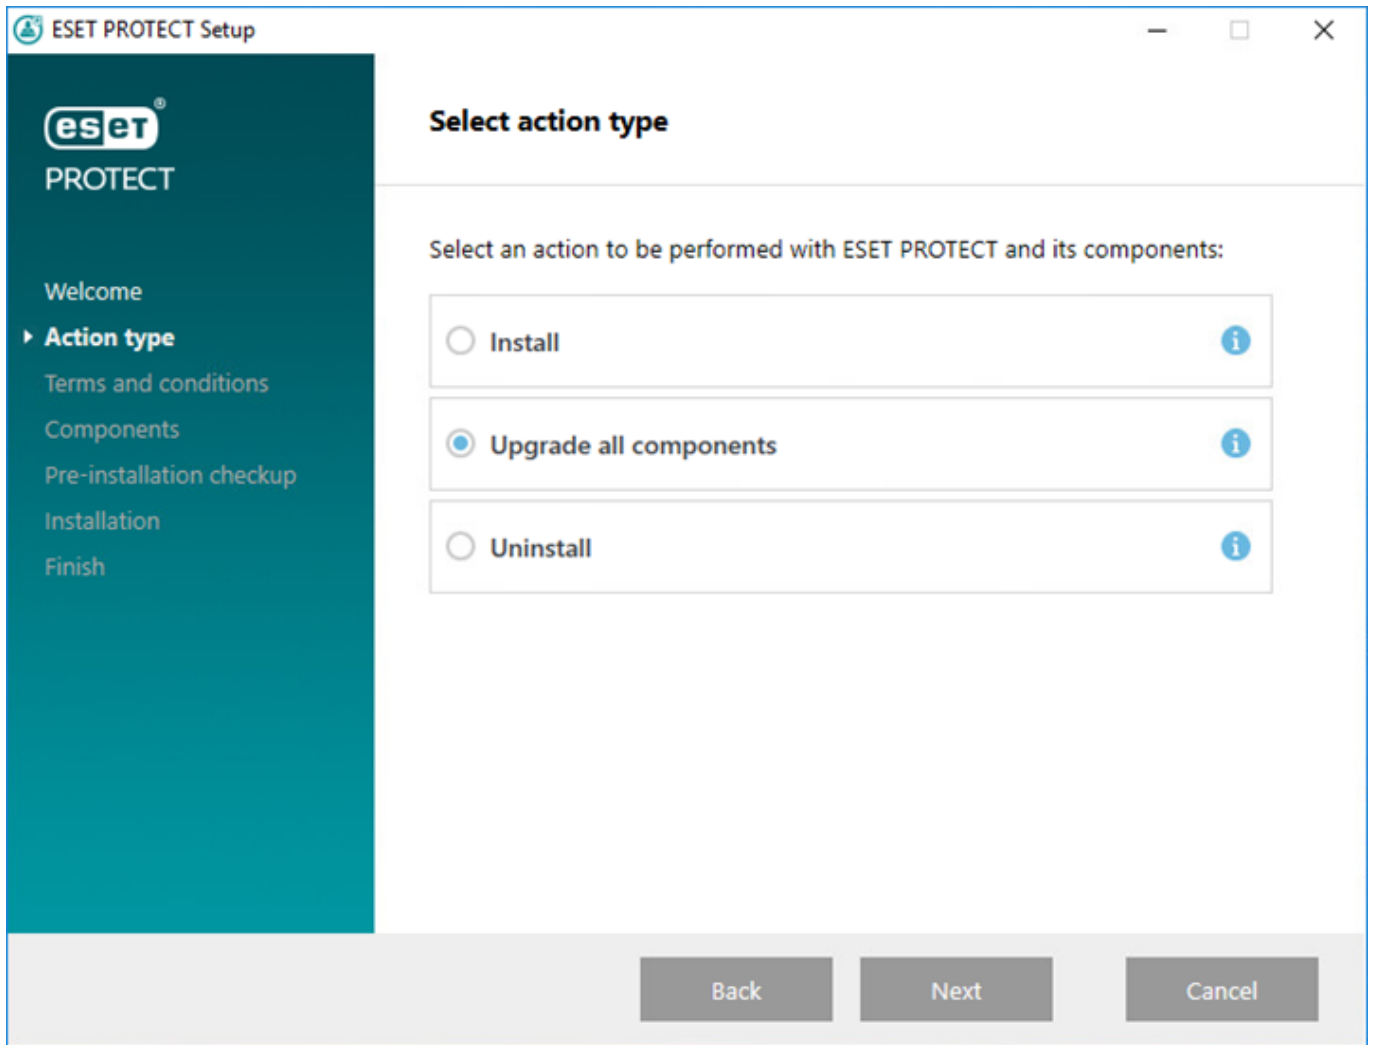 ESET PROTECT Setup
eset®
PROTECT
Welcome
Action type
Terms and conditions
Components
Pre-installation checkup
Installation
Finish
Select action type
Select an action to be performed with ESET PROTECT and its components:
Install
Upgrade all components
Uninstall
Back
Next
Cancel